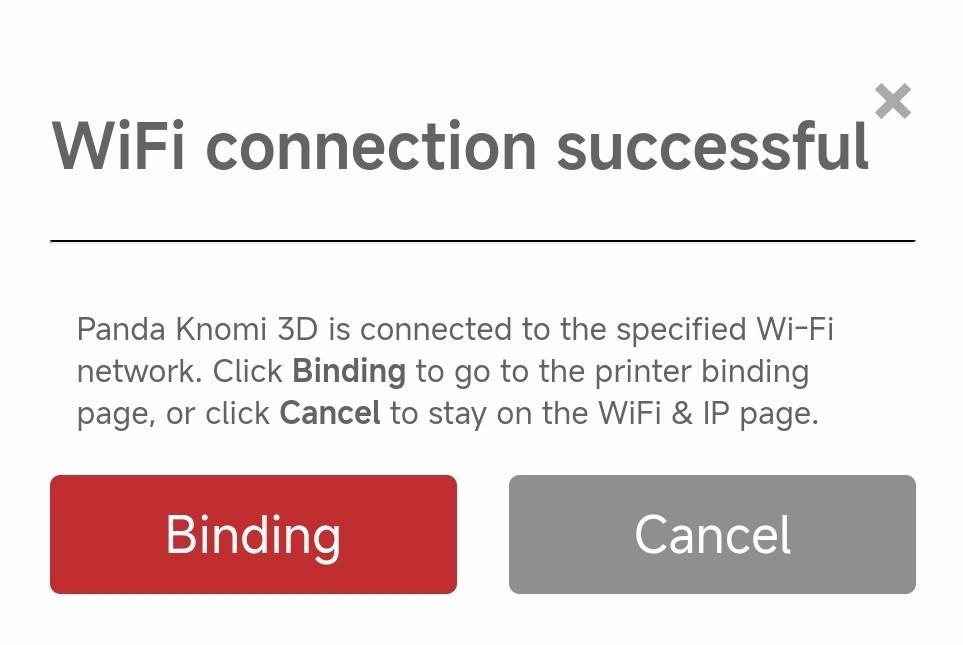 WiFi connection successful
Panda Knomi 3D is connected to the specified Wi-Fi
network. Click Binding to go to the printer binding
page, or click Cancel to stay on the WiFi & IP page.
Binding
Cancel